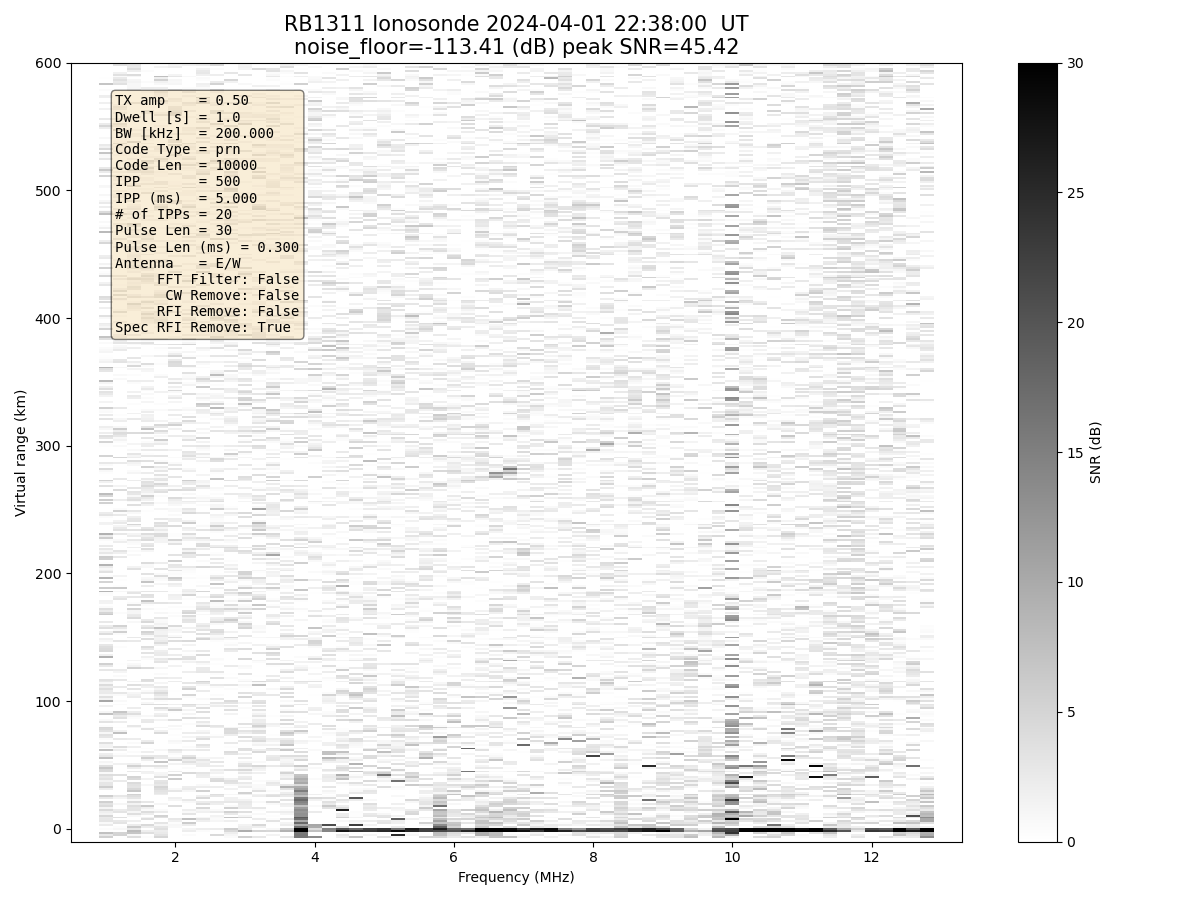 RB1311 Ionosonde 2024-04-01 22:38:00  UT
noise_floor=-113.41 (dB) peak SNR=45.42
TX amp    = 0.50
Dwell [s] = 1.0
BW [kHz]  = 200.000
Code Type = prn
Code Len  = 10000
IPP       = 500
IPP (ms)  = 5.000
# of IPPs = 20
Pulse Len = 30
Pulse Len (ms) = 0.300
Antenna   = E/W
FFT Filter: False
CW Remove: False
RFI Remove: False
Spec RFI Remove: True
Virtual range (km)
600
500
400
300
200
100
0
2 4 6 8 10 12
Frequency (MHz)
30
25
20
15
10
5
0
SNR (dB)